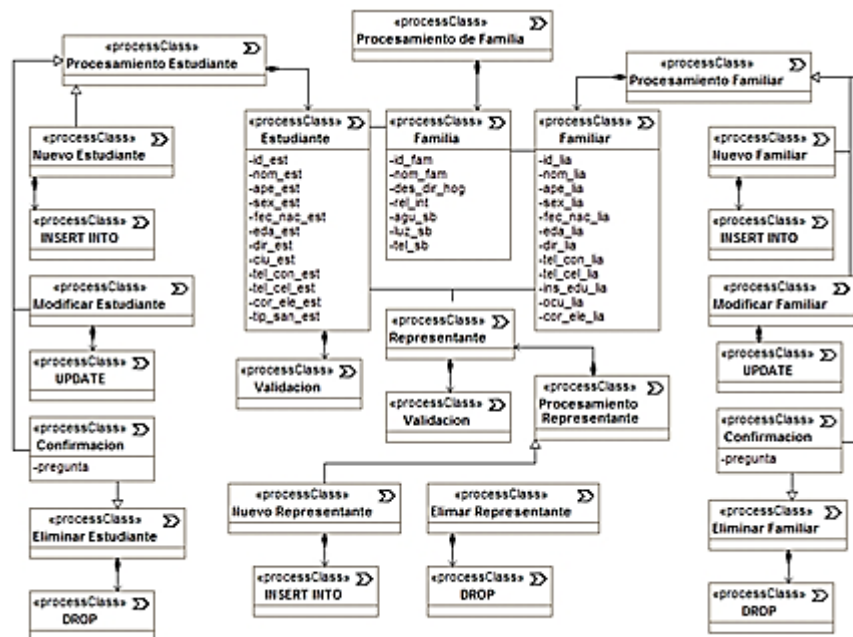 «processClass»
Procesamiento Estudiante
«processClass»
Procesamiento de Familia
«processClass»
Procesamiento Familiar
«processClass»
Nuevo Estudiante
«processClass»
INSERT INTO
«processClass»
Modificar Estudiante
«processClass»
UPDATE
«processClass»
Confirmacion
-pregunta
«processClass»
Eliminar Estudiante
«processClass»
DROP
«processClass»
Estudiante
-id_est
-nom_est
-ape_est
-sex_est
-fec_nac_est
-eda_est
-dir_est
-ciu_est
-tel_con_est
-tel_cel_est
-cor_ele_est
-tip_san_est
«processClass»
Validacion
«processClass»
Familia
-id_fam
-nom_fam
-des_dir_hog
-rel_int
-agu_sb
-luz_sb
-tel_sb
«processClass»
Familiar
-id_lia
-nom_lia
-ape_lia
-sex_lia
-fec_nac_lia
-eda_lia
-dir_lia
-tel_con_lia
-tel_cel_lia
-ins_edu_lia
-ocu_lia
-cor_ele_lia
«processClass»
Representante
«processClass»
Validacion
«processClass»
Procesamiento
Representante
«processClass»
Nuevo Representante
«processClass»
INSERT INTO
«processClass»
Elimar Representante
«processClass»
DROP
«processClass»
Nuevo Familiar
«processClass»
INSERT INTO
«processClass»
Modificar Familiar
«processClass»
UPDATE
«processClass»
Confirmacion
-pregunta
«processClass»
Eliminar Familiar
«processClass»
DROP